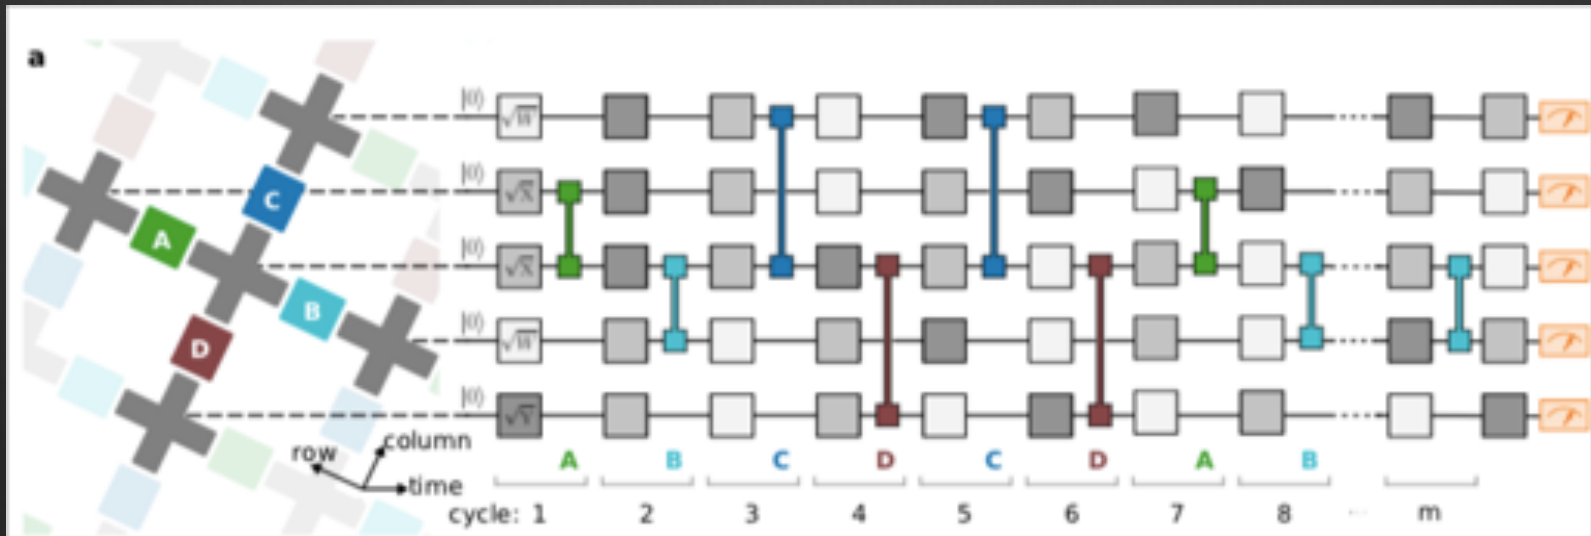 a
|0⟩ √W
|0⟩ √X
C
A
|0⟩ √X
B
|0⟩ √W
D
|0⟩ √Y
row
column
time
A B C D C D A B
cycle: 1 2 3 4 5 6 7 8 ... m